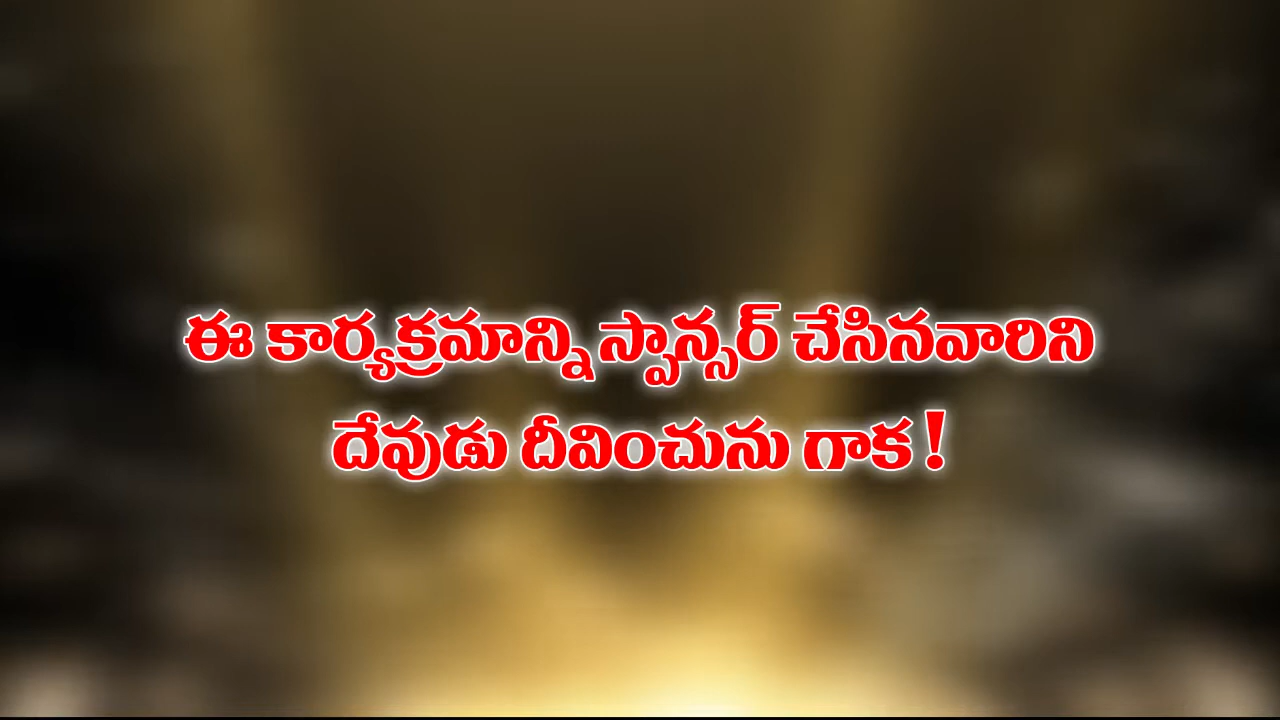 ఈ కార్యక్రమాన్ని స్పాన్సర్ చేసినవారిని
దేవుడు దీవించును గాక !